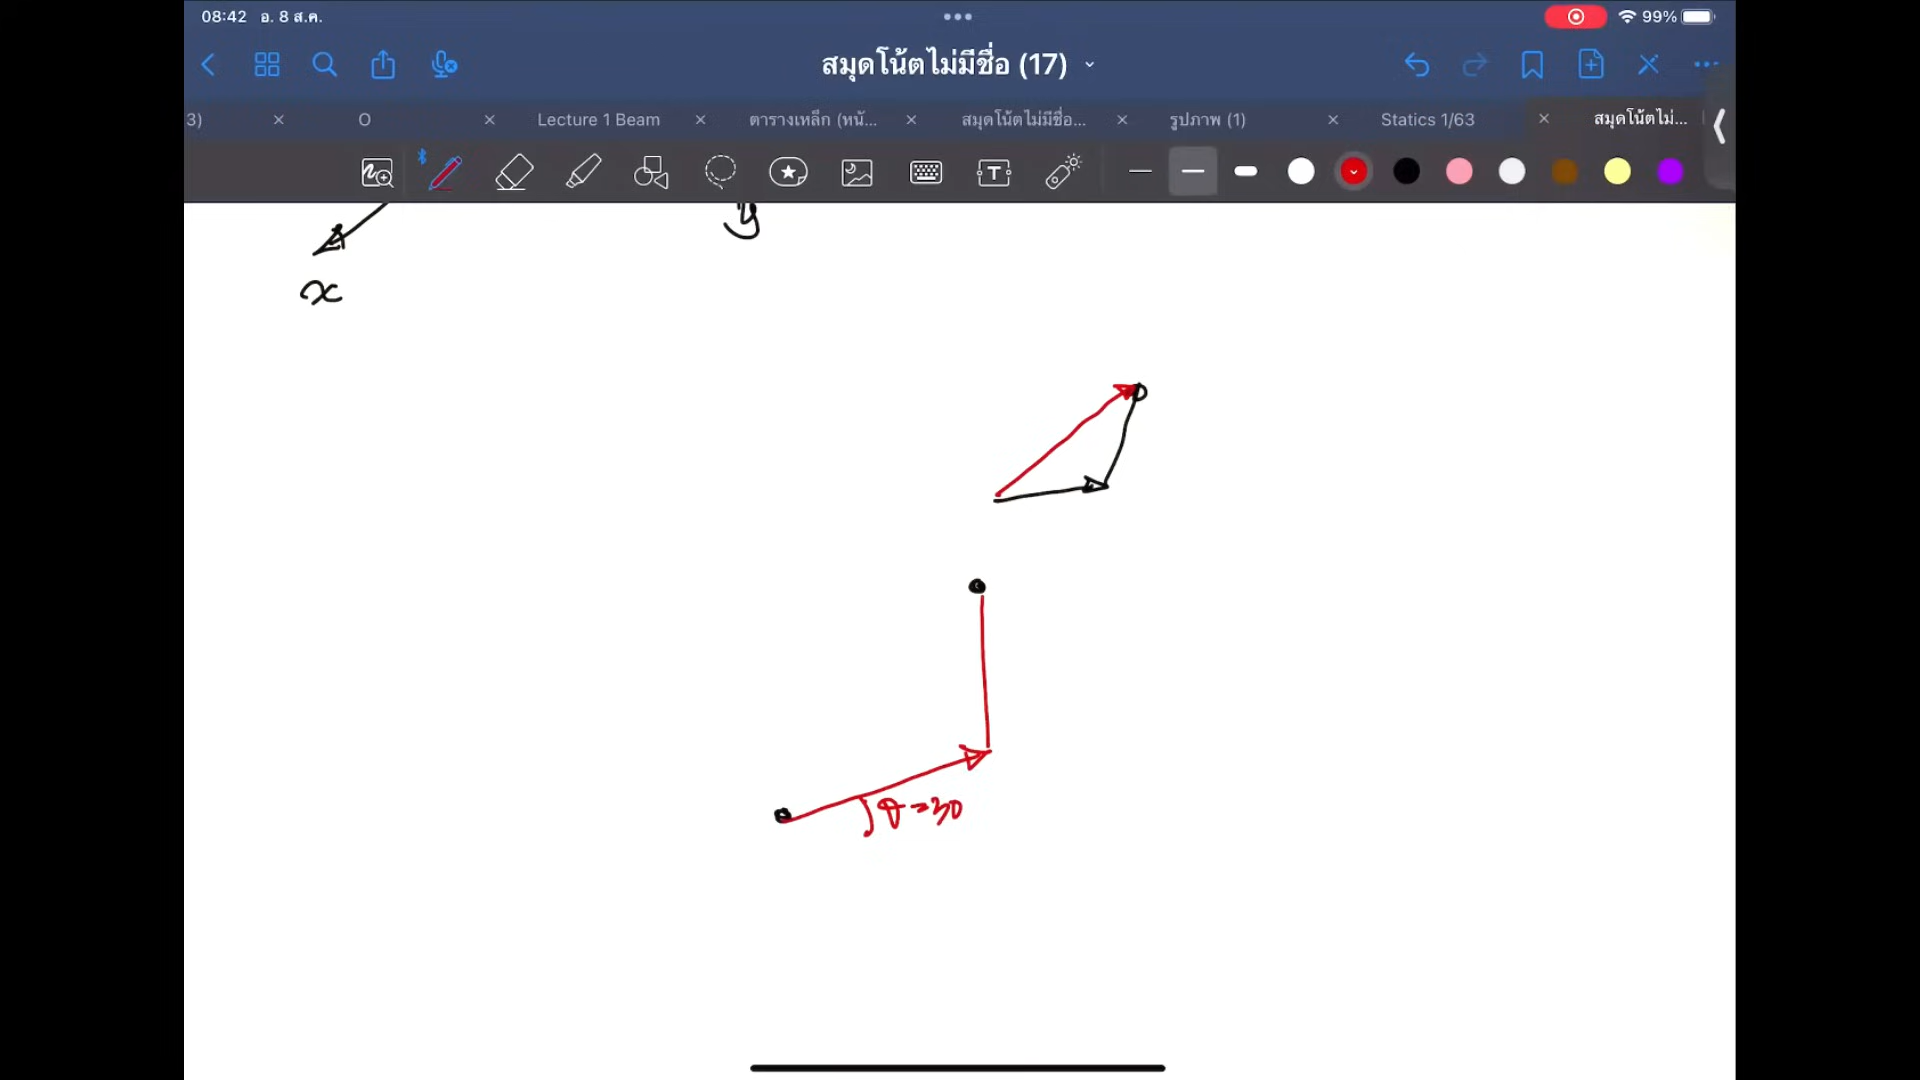 08:42 อ. 8 ส.ค.
99%
สมุดโน้ตไม่มีชื่อ (17)
3)
O
Lecture 1 Beam
ตารางเหล็ก (หนั...
สมุดโน้ตไม่มีชื่อ...
รูปภาพ (1)
Statics 1/63
สมุดโน้ตไม่...
T
y
x
θ=30